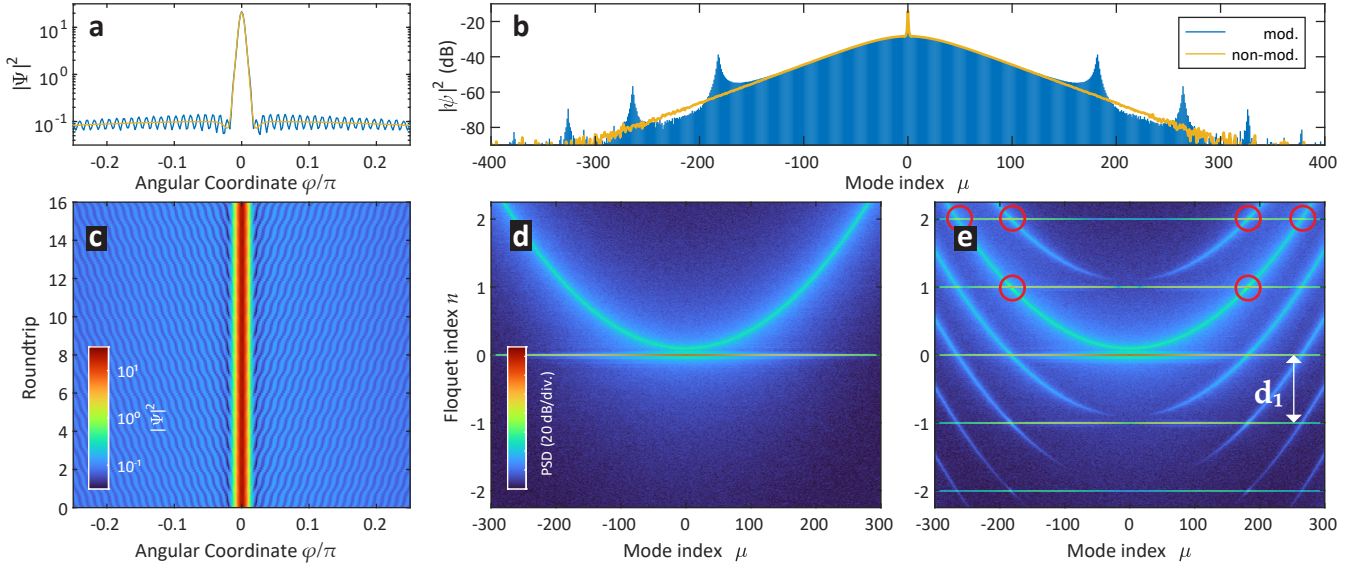 a
10¹
10⁰
10⁻¹
|Ψ|²
-0.2 -0.1 0 0.1 0.2
Angular Coordinate φ/π
b
-20
-40
-60
-80
|ψ|² (dB)
mod.
non-mod.
-400 -300 -200 -100 0 100 200 300 400
Mode index μ
c
16
14
12
10
8
6
4
2
0
Roundtrip
10¹
10⁰
10⁻¹
|Ψ|²
-0.2 -0.1 0 0.1 0.2
Angular Coordinate φ/π
d
2
1
0
-1
-2
Floquet index n
PSD (20 dB/div.)
-300 -200 -100 0 100 200 300
Mode index μ
e
2
1
0
-1
-2
d₁
-300 -200 -100 0 100 200 300
Mode index μ